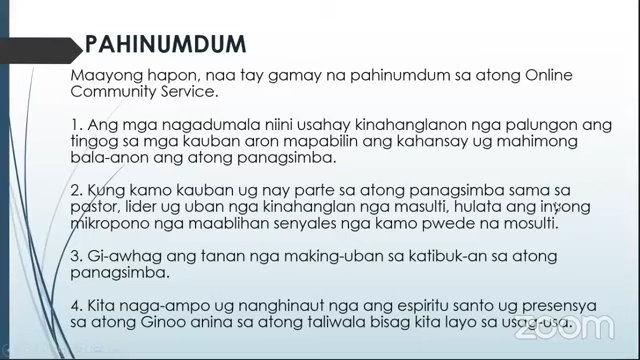 PAHINUMDUM
Maayong hapon, naa tay gamay na pahinumdum sa atong Online
Community Service.
1. Ang mga nagadumala niini usahay kinahanglanon nga palungon ang
tingog sa mga kauban aron mapabilin ang kahansay ug mahimong
bala-anon ang atong panagsimba.
2. Kung kamo kauban ug nay parte sa atong panagsimba sama sa
pastor, lider ug uban nga kinahanglan nga masulti, hulata ang inyong
mikropono nga maablihan senyales nga kamo pwede na mosulti.
3. Gi-awhag ang tanan nga making-uban sa katibuk-an sa atong
panagsimba.
4. Kita naga-ampo ug nanghinaut nga ang espiritu santo ug presensya
sa atong Ginoo anina sa atong taliwala bisag kita layo sa usag-usa.
zoom